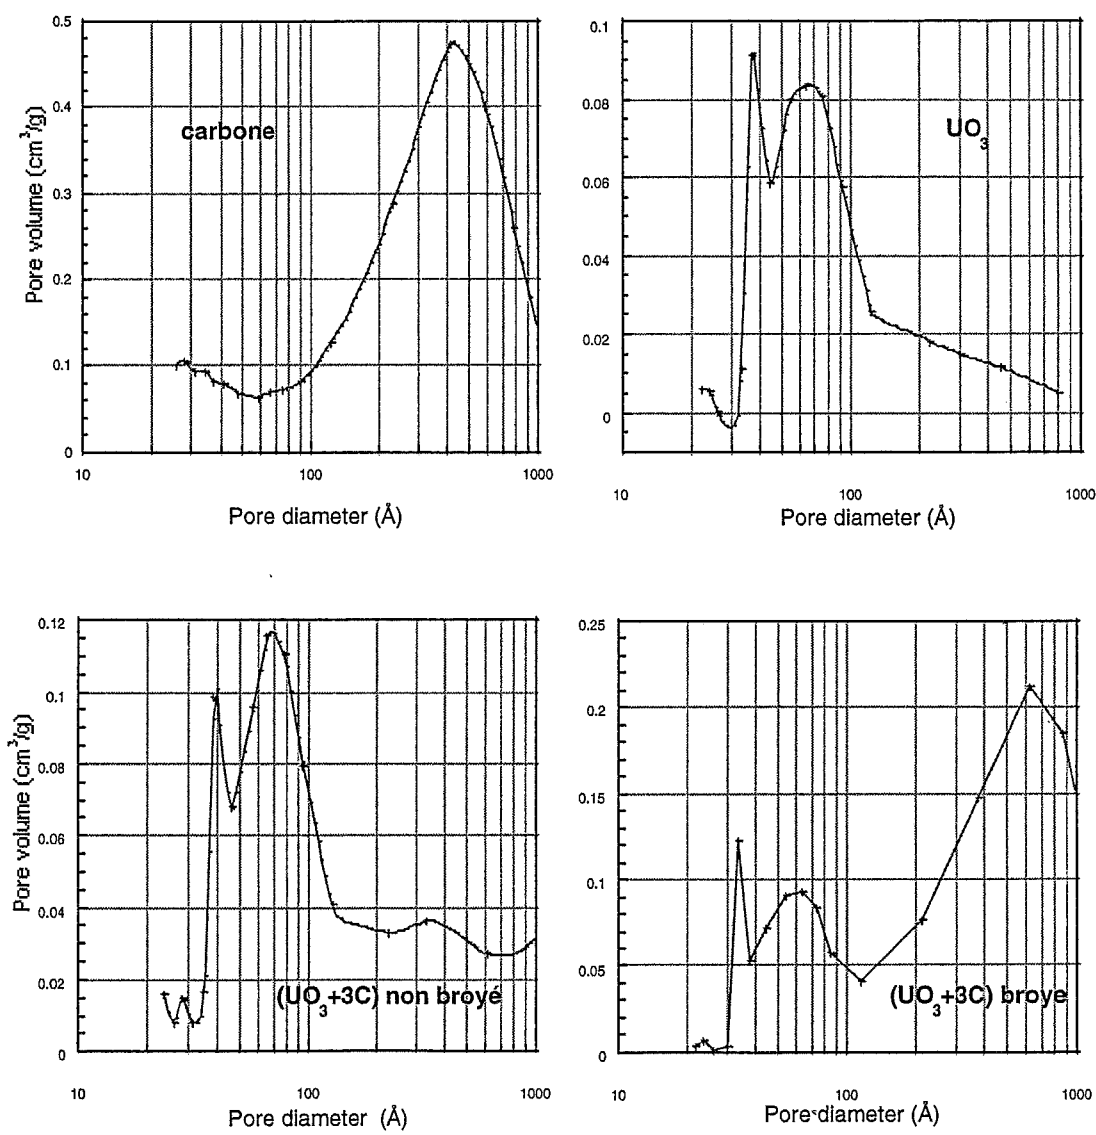 0.5
0.4
0.3
0.2
0.1
0
Pore volume (cm³/g)
carbone
10 100 1000
Pore diameter (Å)
0.1
0.08
0.06
0.04
0.02
0
UO₃
10 100 1000
Pore diameter (Å)
0.12
0.1
0.08
0.06
0.04
0.02
0
Pore volume (cm³/g)
(UO₃+3C) non broyé
10 100 1000
Pore diameter (Å)
0.25
0.2
0.15
0.1
0.05
0
(UO₃+3C) broye
10 100 1000
Pore diameter (Å)